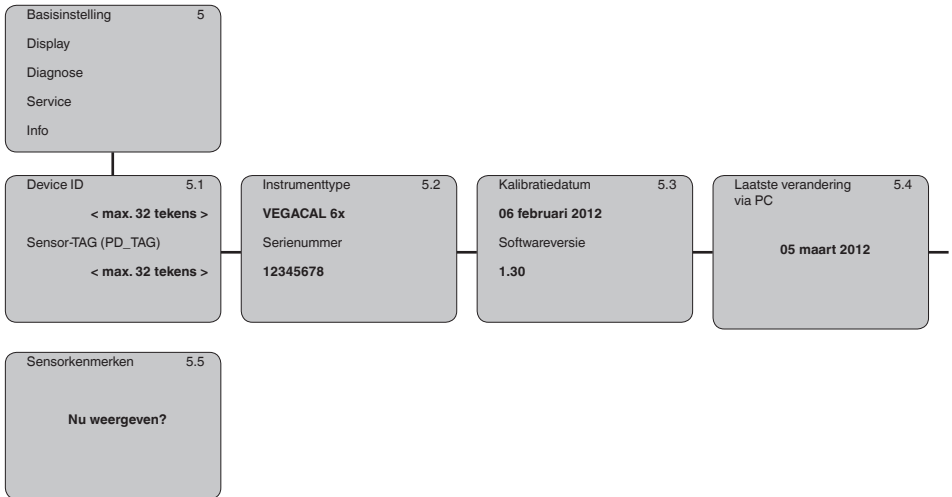 Basisinstelling 5
Display
Diagnose
Service
Info
Device ID 5.1
< max. 32 tekens >
Sensor-TAG (PD_TAG)
< max. 32 tekens >
Instrumenttype 5.2
VEGACAL 6x
Serienummer
12345678
Kalibratiedatum 5.3
06 februari 2012
Softwareversie
1.30
Laatste verandering 5.4
via PC
05 maart 2012
Sensorkenmerken 5.5
Nu weergeven?